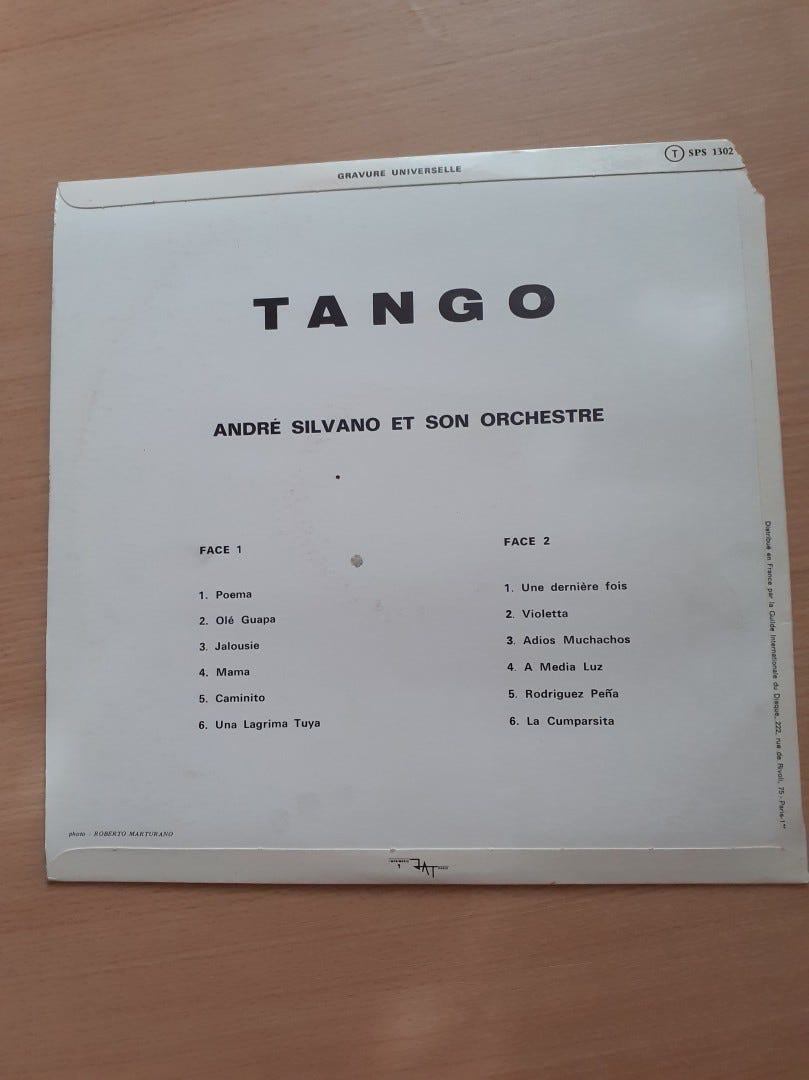 GRAVURE UNIVERSELLE
T SPS 1302
TANGO
ANDRÉ SILVANO ET SON ORCHESTRE
FACE 1
1. Poema
2. Olé Guapa
3. Jalousie
4. Mama
5. Caminito
6. Una Lagrima Tuya
FACE 2
1. Une dernière fois
2. Violetta
3. Adios Muchachos
4. A Media Luz
5. Rodriguez Peña
6. La Cumparsita
Distribué en France par la Guilde Internationale du Disque, 222, rue de Rivoli, 75 - Paris-1er
photo : ROBERTO MARTURANO